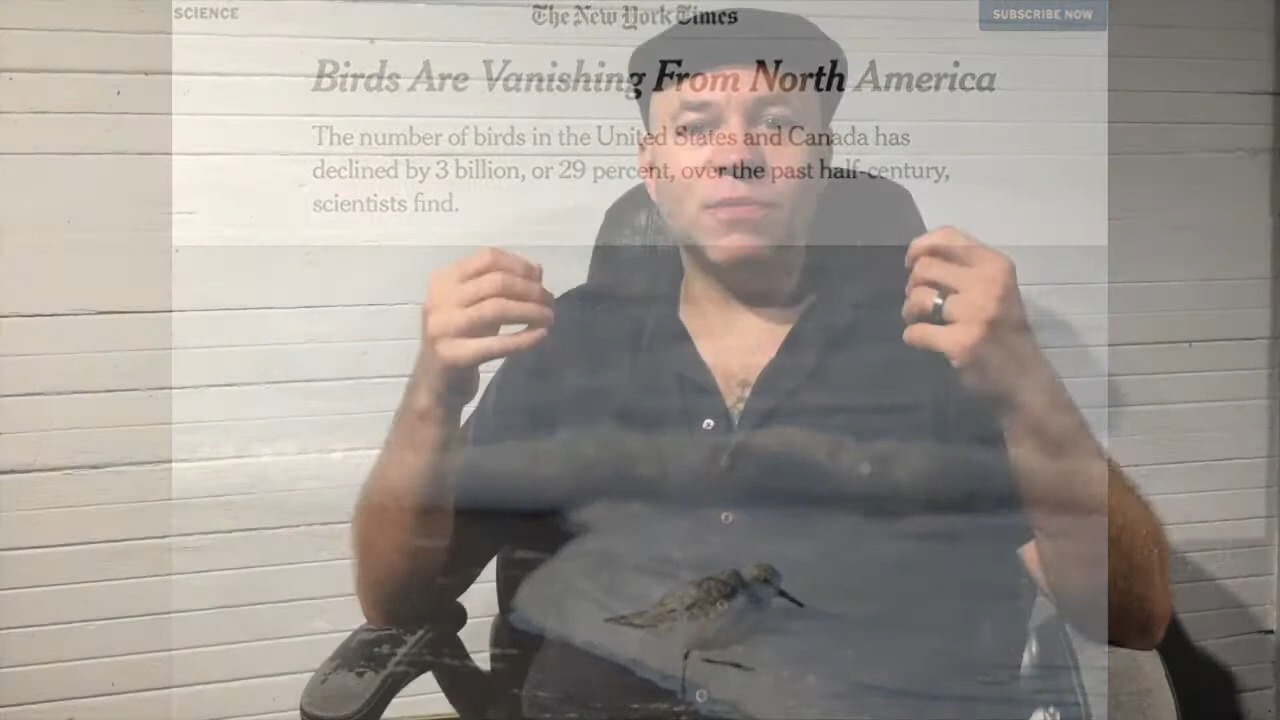 SCIENCE
The New York Times
SUBSCRIBE NOW
Birds Are Vanishing From North America
The number of birds in the United States and Canada has
declined by 3 billion, or 29 percent, over the past half-century,
scientists find.